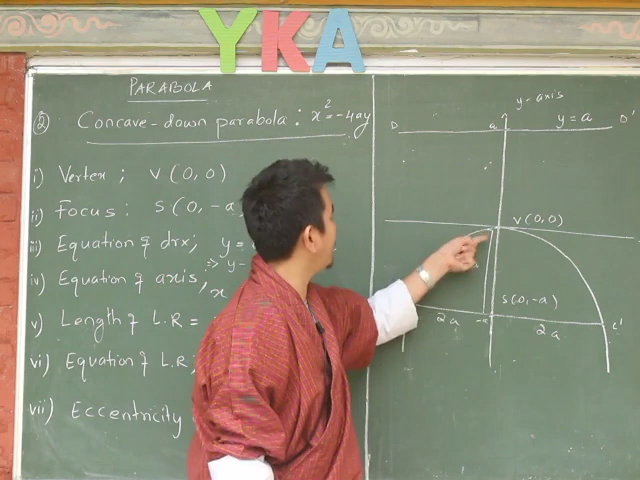 YKA
PARABOLA
② Concave-down parabola: x²=-4ay
i) Vertex; V(0,0)
ii) Focus: S(0,-a
iii) Equation of drx; y=
⇒ y-
iv) Equation of axis, x
v) Length of L.R =
vi) Equation of L.R;
vii) Eccentricity
y-axis
D a y=a D'
V(0,0)
S(0,-a)
2a -a 2a L'